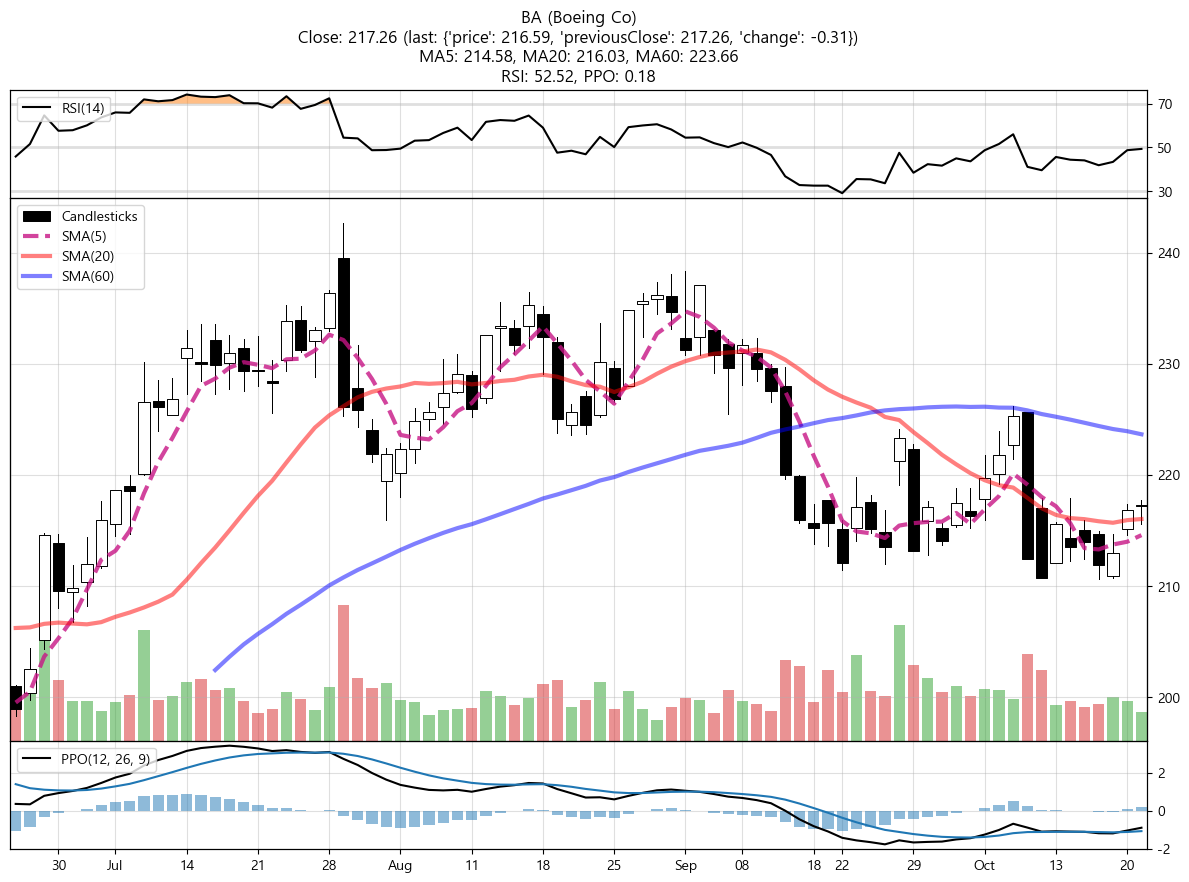 BA (Boeing Co)
Close: 217.26 (last: {'price': 216.59, 'previousClose': 217.26, 'change': -0.31})
MA5: 214.58, MA20: 216.03, MA60: 223.66
RSI: 52.52, PPO: 0.18
RSI(14)
70
50
30
Candlesticks
SMA(5)
SMA(20)
SMA(60)
240
230
220
210
200
PPO(12, 26, 9)
2
0
-2
30 Jul 14 21 28 Aug 11 18 25 Sep 08 18 22 29 Oct 13 20